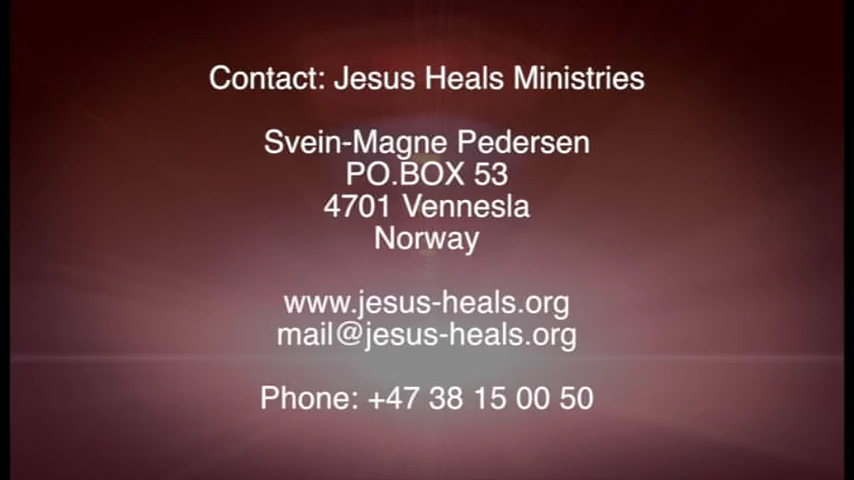 Contact: Jesus Heals Ministries
Svein-Magne Pedersen
PO.BOX 53
4701 Vennesla
Norway
www.jesus-heals.org
mail@jesus-heals.org
Phone: +47 38 15 00 50